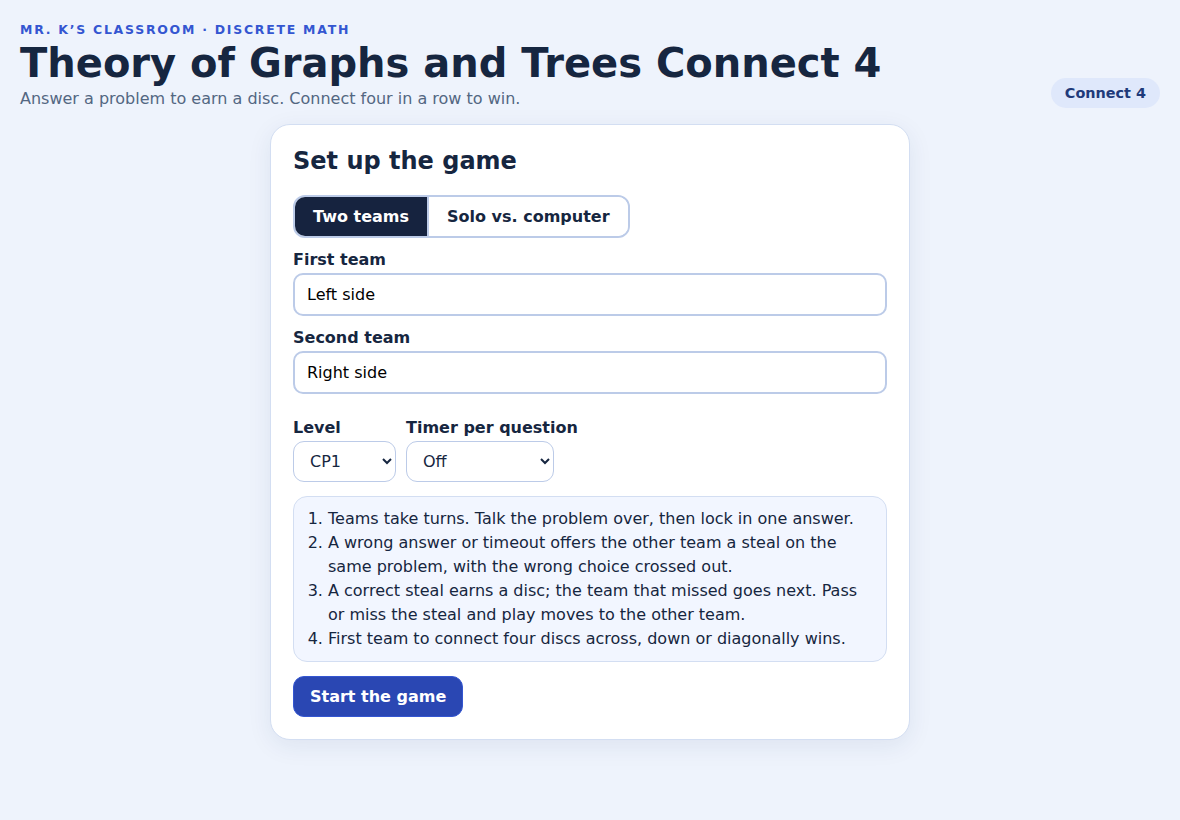 MR. K’S CLASSROOM · DISCRETE MATH
Theory of Graphs and Trees Connect 4
Answer a problem to earn a disc. Connect four in a row to win.
Connect 4
Set up the game
Two teams
Solo vs. computer
First team
Left side
Second team
Right side
Level
Timer per question
CP1
Off
1. Teams take turns. Talk the problem over, then lock in one answer.
2. A wrong answer or timeout offers the other team a steal on the
same problem, with the wrong choice crossed out.
3. A correct steal earns a disc; the team that missed goes next. Pass
or miss the steal and play moves to the other team.
4. First team to connect four discs across, down or diagonally wins.
Start the game